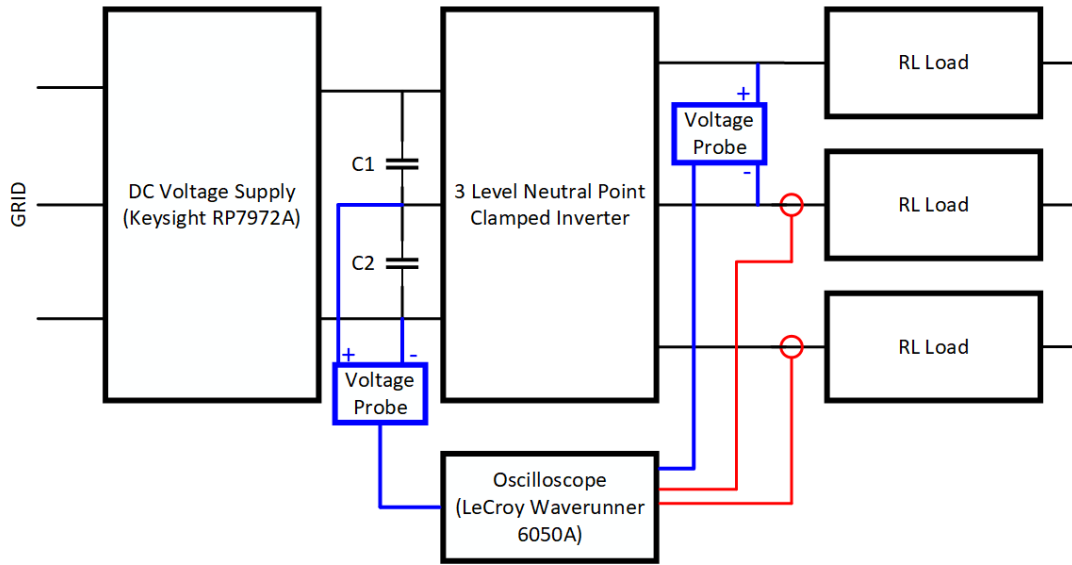 GRID
DC Voltage Supply
(Keysight RP7972A)
C1
C2
+
-
Voltage
Probe
3 Level Neutral Point
Clamped Inverter
+
Voltage
Probe
-
RL Load
RL Load
RL Load
Oscilloscope
(LeCroy Waverunner
6050A)